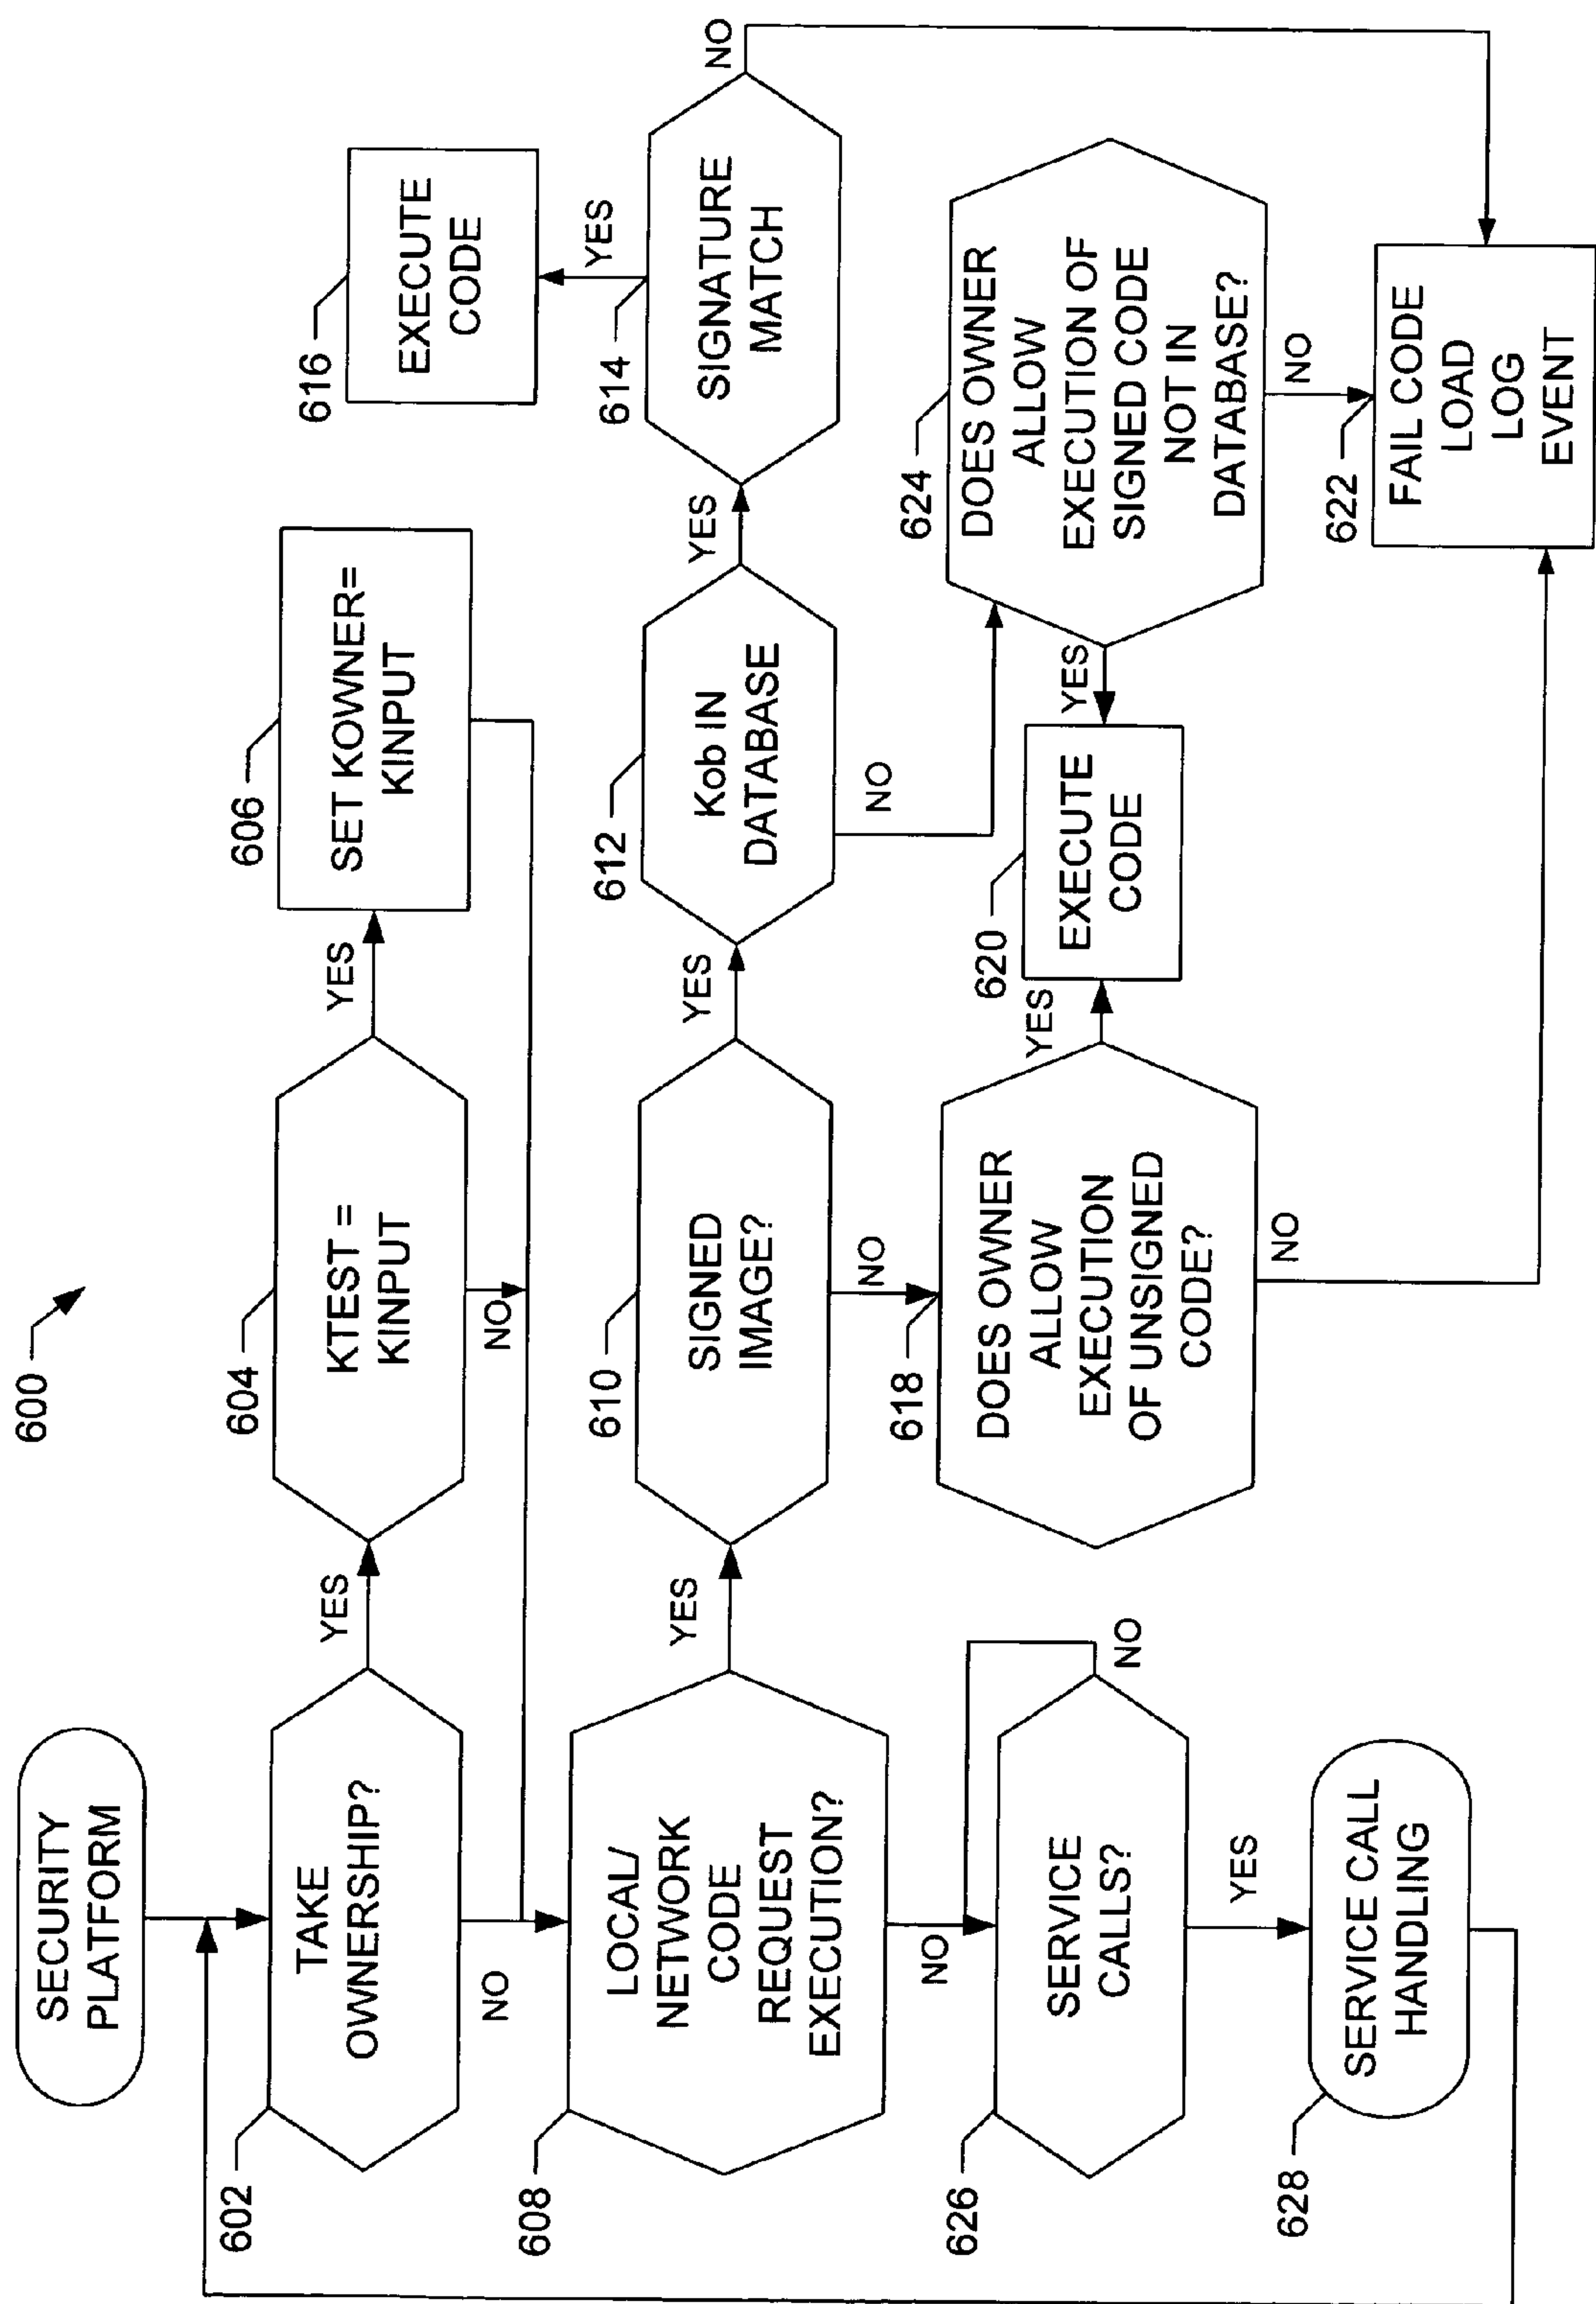 600
SECURITY
PLATFORM
602
TAKE
OWNERSHIP?
YES
NO
604
KTEST =
KINPUT
YES
NO
606
SET KOWNER=
KINPUT
608
LOCAL/
NETWORK
CODE
REQUEST
EXECUTION?
YES
NO
610
SIGNED
IMAGE?
YES
NO
612
Kob IN
DATABASE
YES
NO
614
SIGNATURE
MATCH
YES
NO
616
EXECUTE
CODE
618
DOES OWNER
ALLOW
EXECUTION
OF UNSIGNED
CODE?
YES
NO
620
EXECUTE
CODE
624
DOES OWNER
ALLOW
EXECUTION OF
SIGNED CODE
NOT IN
DATABASE?
YES
NO
622
FAIL CODE
LOAD
LOG
EVENT
626
SERVICE
CALLS?
NO
YES
628
SERVICE CALL
HANDLING